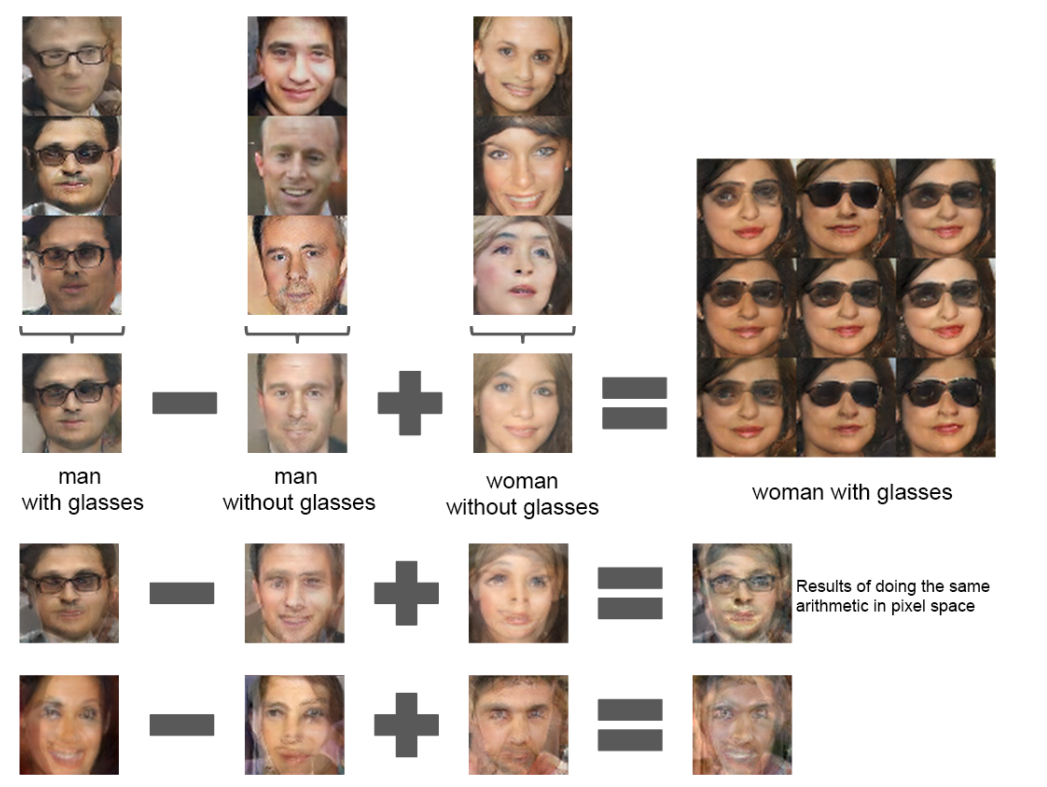 man
with glasses
man
without glasses
woman
without glasses
woman with glasses
Results of doing the same
arithmetic in pixel space